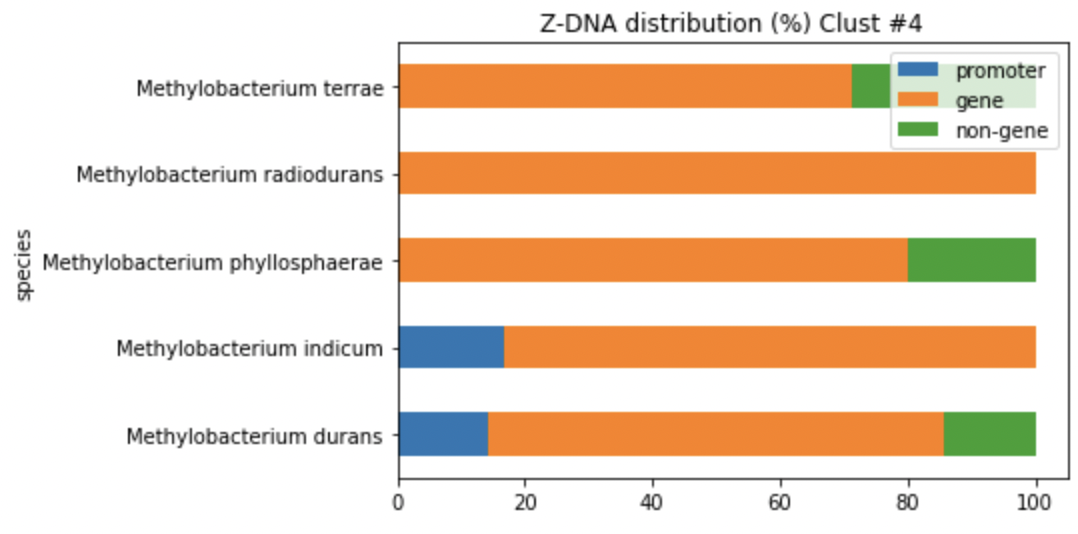 Z-DNA distribution (%) Clust #4
promoter
gene
non-gene
species
Methylobacterium terrae
Methylobacterium radiodurans
Methylobacterium phyllosphaerae
Methylobacterium indicum
Methylobacterium durans
0 20 40 60 80 100